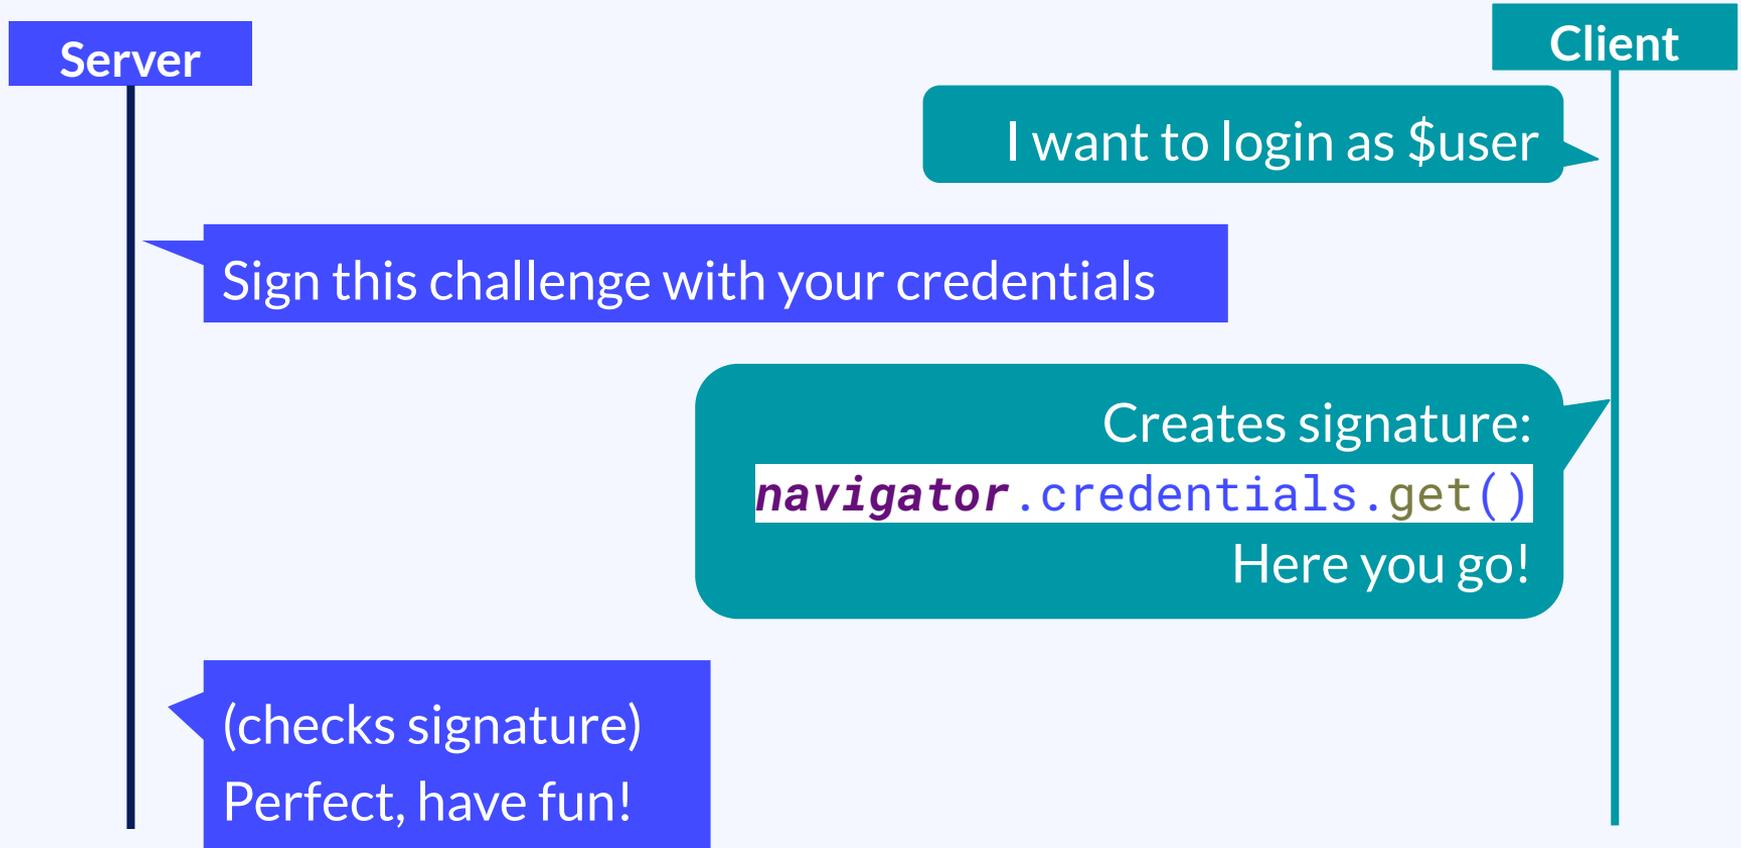 Server
Client
I want to login as $user
Sign this challenge with your credentials
Creates signature:
navigator.credentials.get()
Here you go!
(checks signature)
Perfect, have fun!